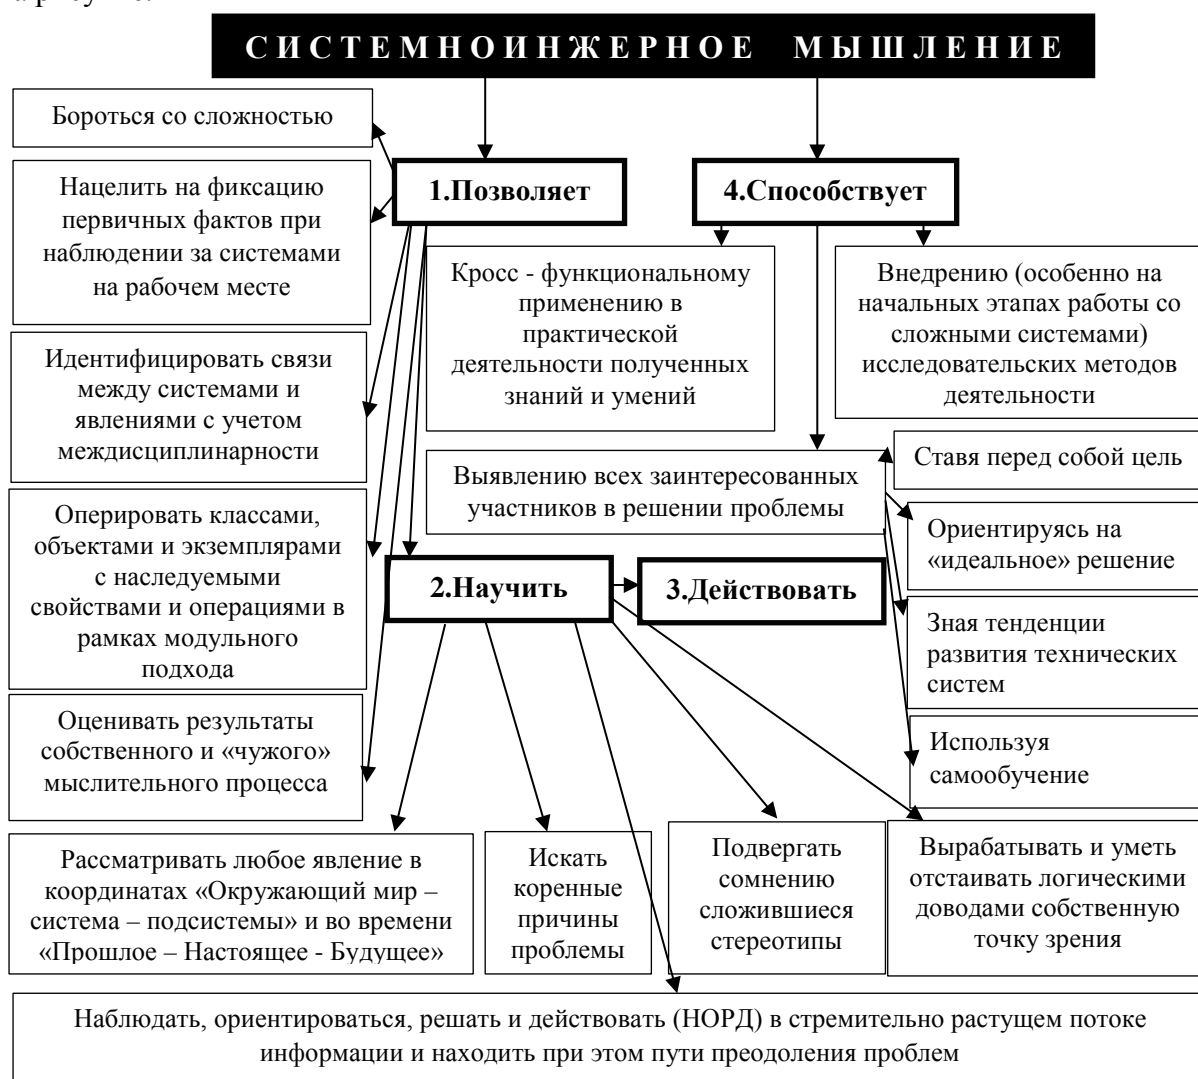 С И С Т Е М Н О И Н Ж Е Р Н О Е М Ы Ш Л Е Н И Е
Бороться со сложностью
Нацелить на фиксацию
первичных фактов при
наблюдении за системами
на рабочем месте
Идентифицировать связи
между системами и
явлениями с учетом
междисциплинарности
Оперировать классами,
объектами и экземплярами
с наследуемыми
свойствами и операциями в
рамках модульного
подхода
Оценивать результаты
собственного и «чужого»
мыслительного процесса
1.Позволяет
4.Способствует
Кросс - функциональному
применению в
практической
деятельности полученных
знаний и умений
Внедрению (особенно на
начальных этапах работы со
сложными системами)
исследовательских методов
деятельности
Выявлению всех заинтересованных
участников в решении проблемы
Ставя перед собой цель
Ориентируясь на
«идеальное» решение
Зная тенденции
развития технических
систем
Используя
самообучение
2.Научить
3.Действовать
Рассматривать любое явление в
координатах «Окружающий мир –
система – подсистемы» и во времени
«Прошлое – Настоящее - Будущее»
Искать
коренные
причины
проблемы
Подвергать
сомнению
сложившиеся
стереотипы
Вырабатывать и уметь
отстаивать логическими
доводами собственную
точку зрения
Наблюдать, ориентироваться, решать и действовать (НОРД) в стремительно растущем потоке
информации и находить при этом пути преодоления проблем